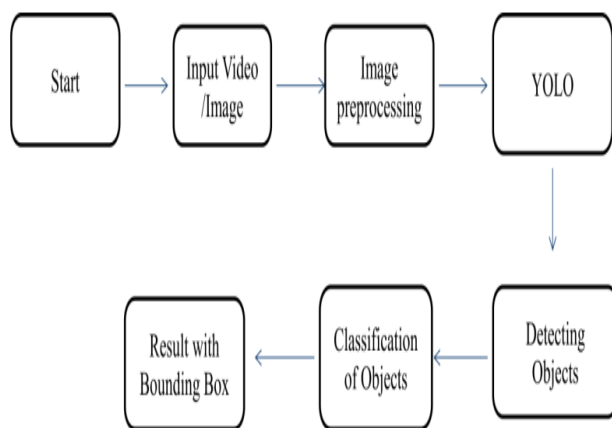 Start
Input Video
/Image
Image
preprocessing
YOLO
Detecting
Objects
Classification
of Objects
Result with
Bounding Box